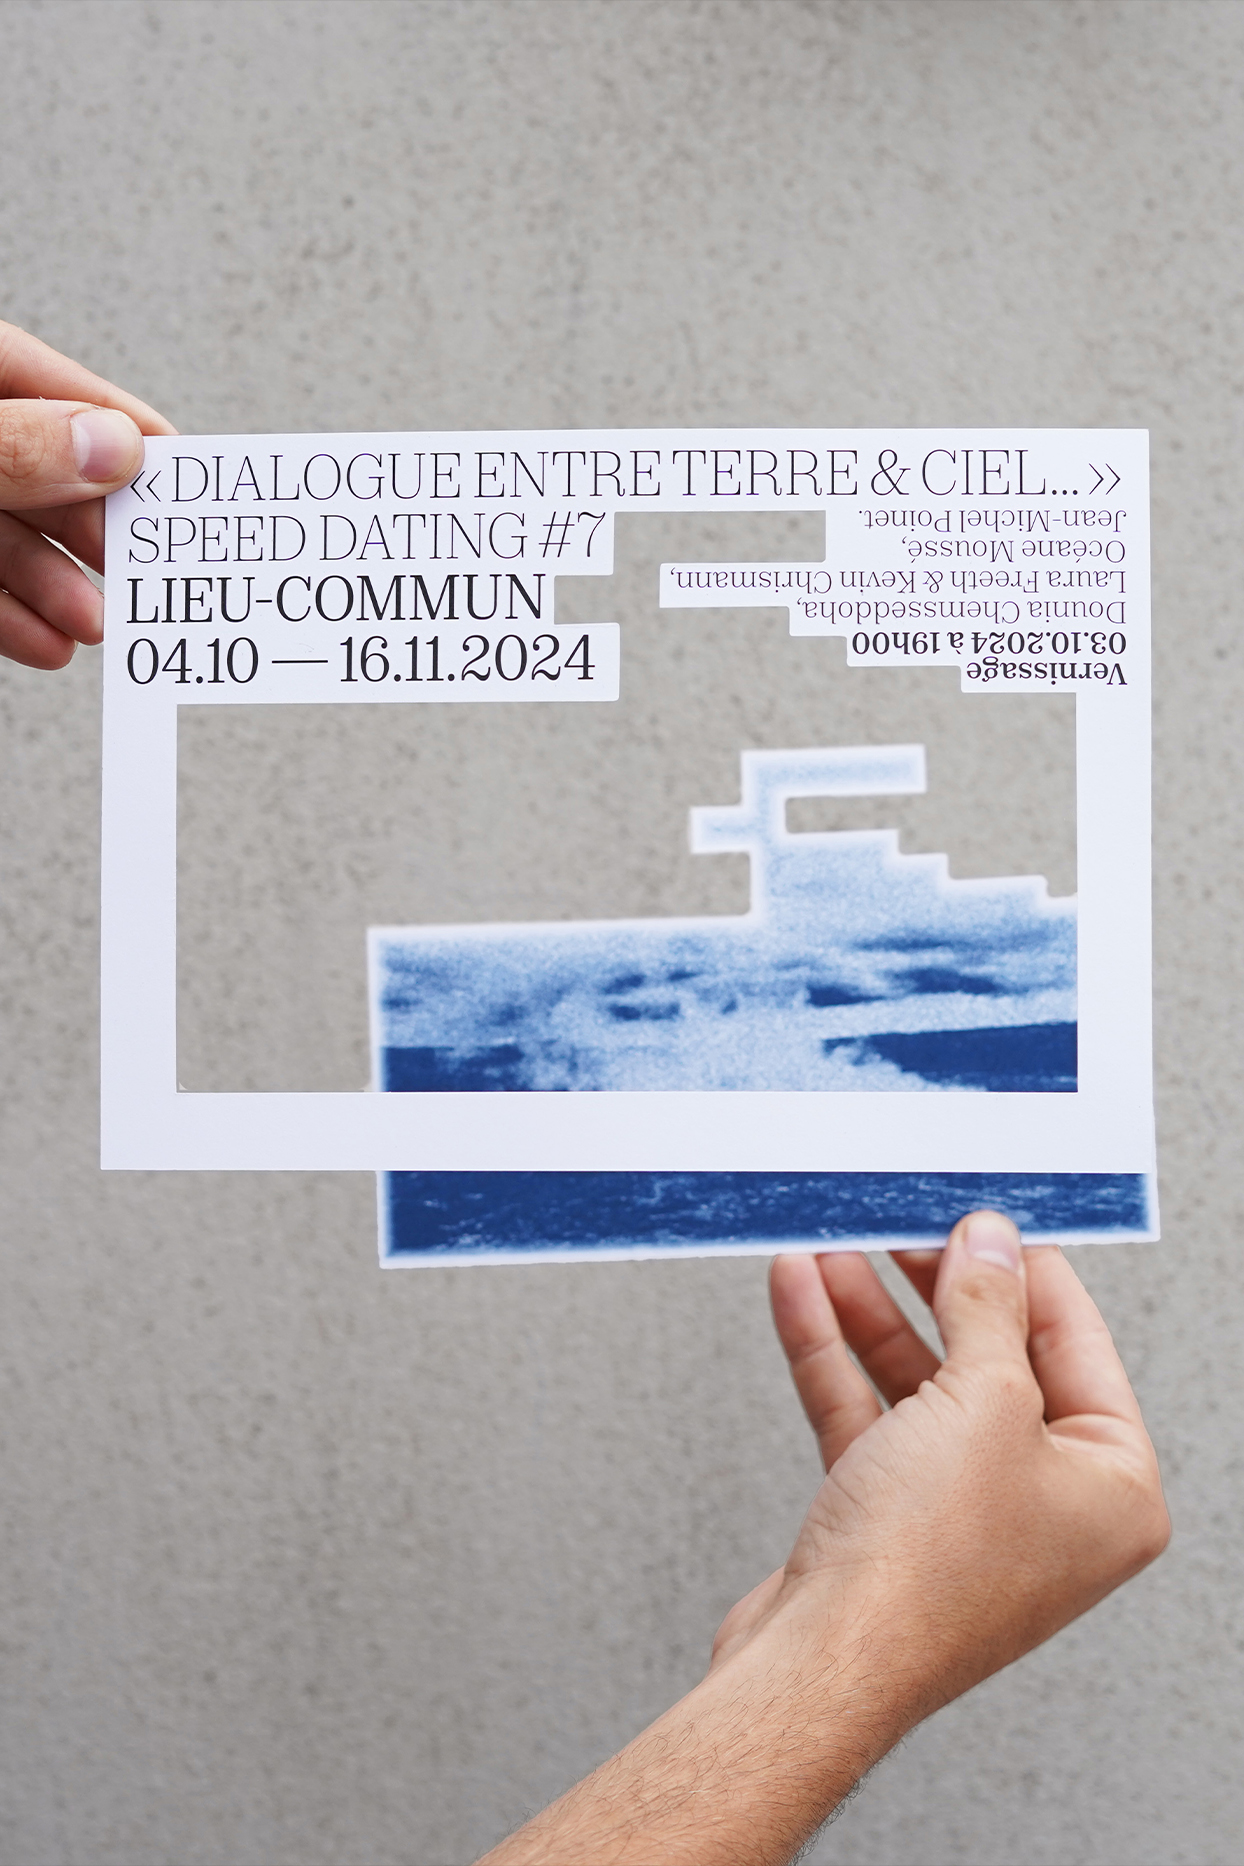 « DIALOGUE ENTRE TERRE & CIEL... »
SPEED DATING #7
LIEU-COMMUN
04.10 — 16.11.2024
Vernissage
03.10.2024 à 19h00
Dounia Chemsseddoha,
Laura Freeth & Kevin Chrismann,
Océane Moussé,
Jean-Michel Poinet.